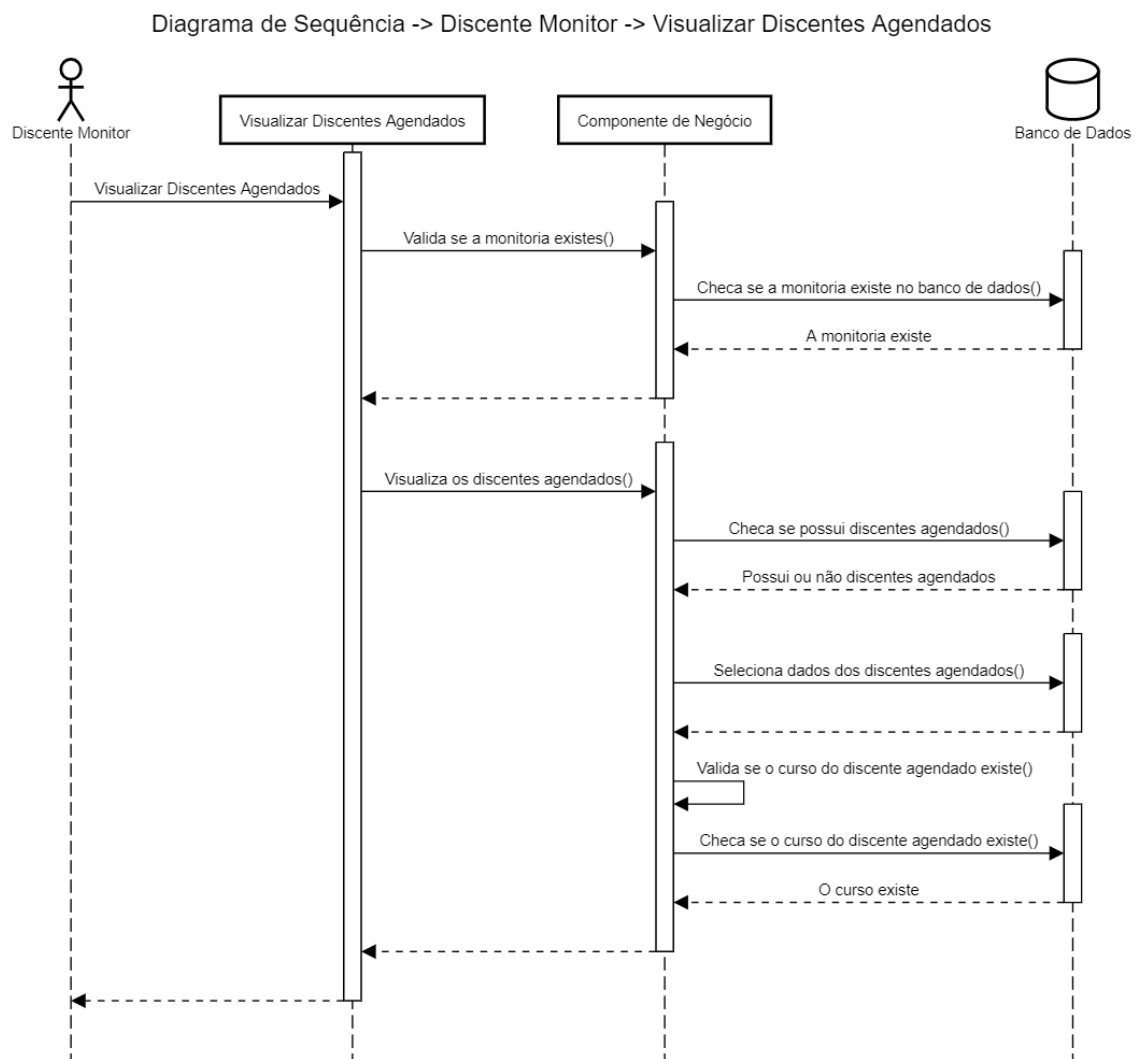 Diagrama de Sequência -> Discente Monitor -> Visualizar Discentes Agendados
Discente Monitor
Visualizar Discentes Agendados
Componente de Negócio
Banco de Dados
Visualizar Discentes Agendados
Valida se a monitoria existes()
Checa se a monitoria existe no banco de dados()
A monitoria existe
Visualiza os discentes agendados()
Checa se possui discentes agendados()
Possui ou não discentes agendados
Seleciona dados dos discentes agendados()
Valida se o curso do discente agendado existe()
Checa se o curso do discente agendado existe()
O curso existe